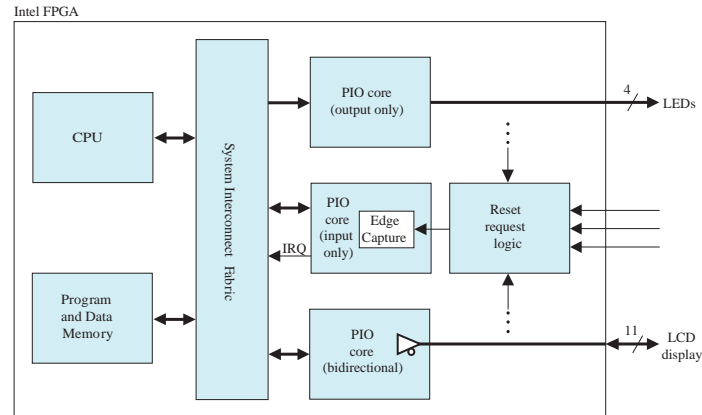 Intel FPGA
CPU
Program
and Data
Memory
System Interconnect Fabric
PIO core
(output only)
4
LEDs
PIO
core
(input
only)
Edge
Capture
IRQ
Reset
request
logic
PIO
core
(bidirectional)
11
LCD
display